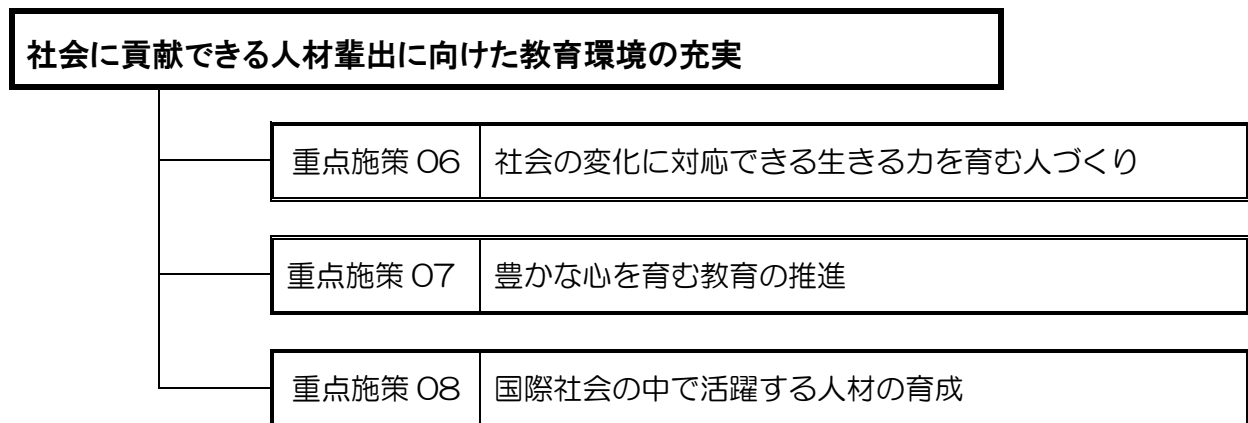 社会に貢献できる人材輩出に向けた教育環境の充実
重点施策 06 社会の変化に対応できる生きる力を育む人づくり
重点施策 07 豊かな心を育む教育の推進
重点施策 08 国際社会の中で活躍する人材の育成